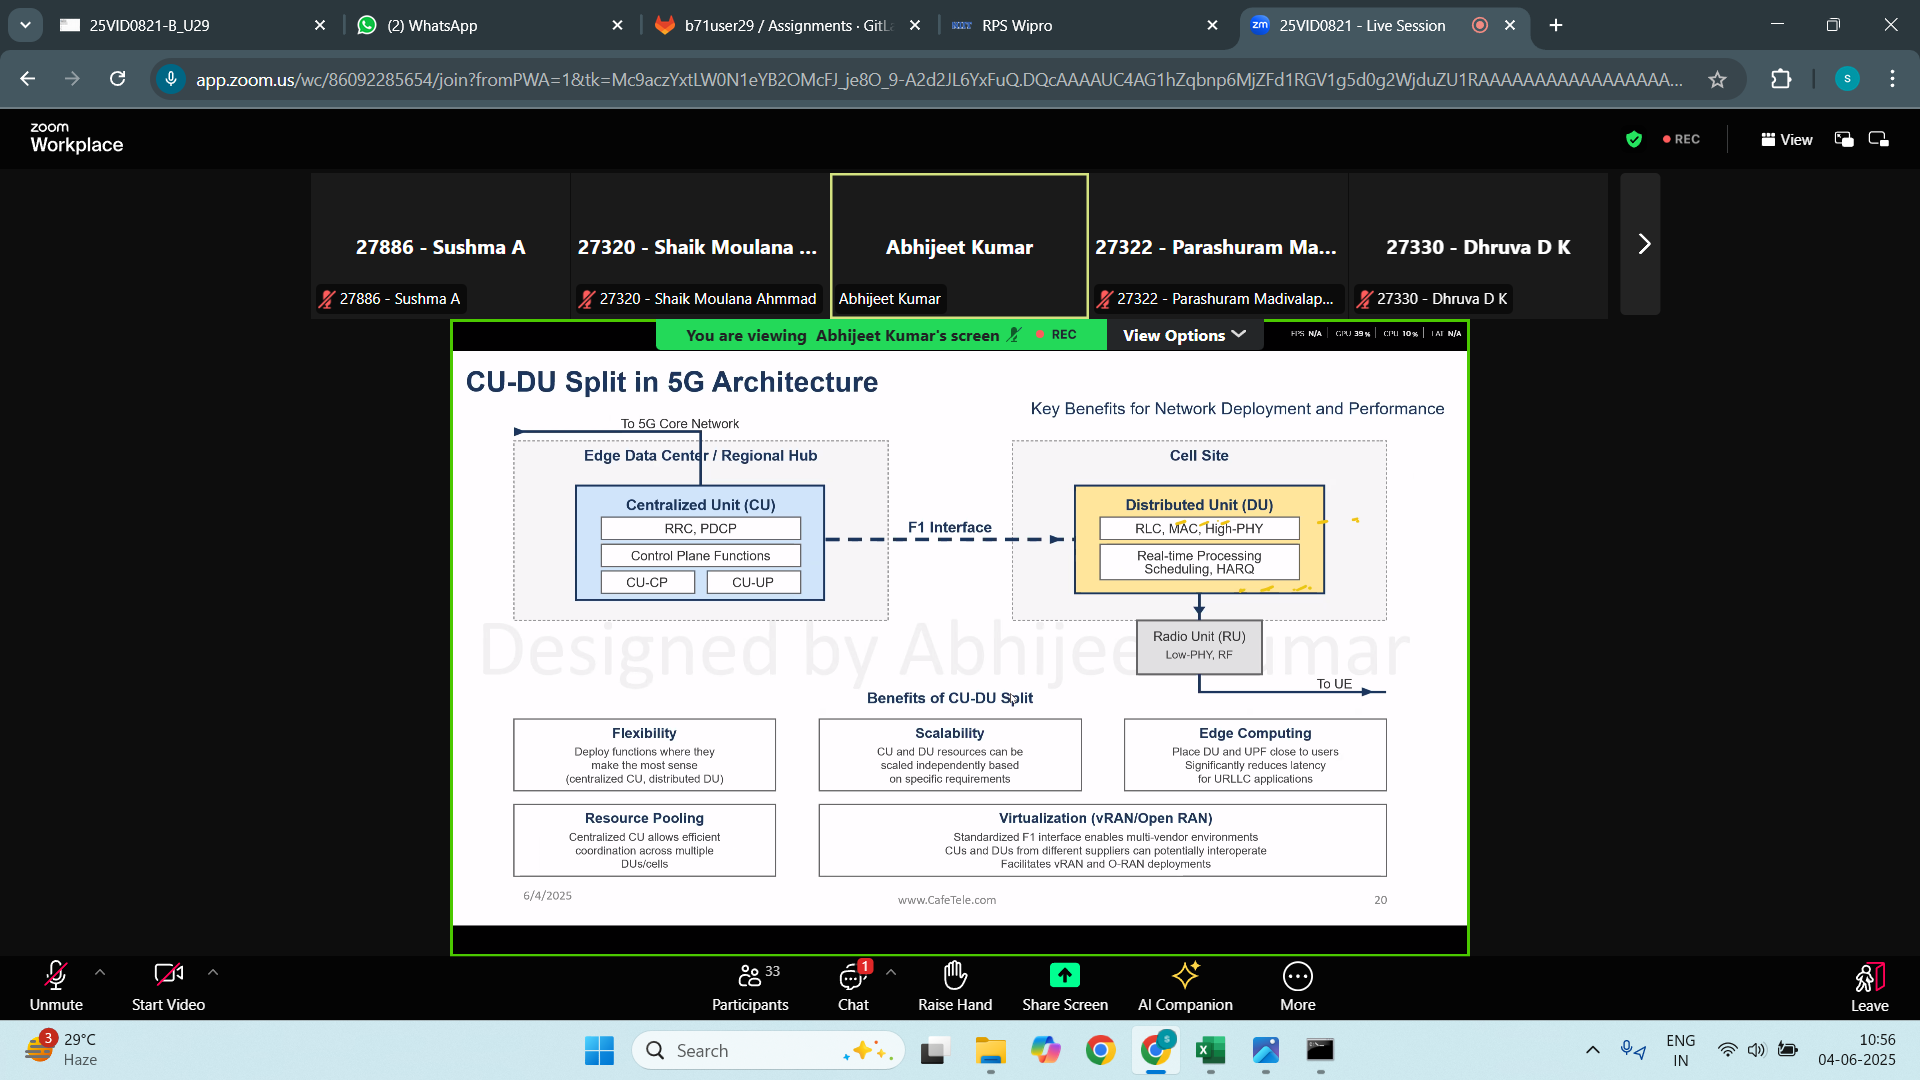 25VID0821-B_U29
(2) WhatsApp
b71user29 / Assignments · GitLa
RPS Wipro
zm
25VID0821 - Live Session
app.zoom.us/wc/86092285654/join?fromPWA=1&tk=Mc9aczYxtLW0N1eYB2OMcFJ_je8O_9-A2d2JL6YxFuQ.DQcAAAAUC4AG1hZqbnp6MjZFd1RGV1g5d0g2WjduZU1RAAAAAAAAAAAAAAAAA...
S
zoom
Workplace
REC
View
27886 - Sushma A
27320 - Shaik Moulana ...
Abhijeet Kumar
27322 - Parashuram Ma...
27330 - Dhruva D K
27886 - Sushma A
27320 - Shaik Moulana Ahmmad
Abhijeet Kumar
27322 - Parashuram Madivalap...
27330 - Dhruva D K
You are viewing Abhijeet Kumar's screen
REC
View Options
FPS N/A
GPU 39%
CPU 10%
LAT N/A
CU-DU Split in 5G Architecture
Key Benefits for Network Deployment and Performance
To 5G Core Network
Edge Data Center / Regional Hub
Cell Site
Centralized Unit (CU)
RRC, PDCP
Control Plane Functions
CU-CP
CU-UP
F1 Interface
Distributed Unit (DU)
RLC, MAC, High-PHY
Real-time Processing
Scheduling, HARQ
Radio Unit (RU)
Low-PHY, RF
To UE
Designed by Abhijeet Kumar
Benefits of CU-DU Split
Flexibility
Deploy functions where they
make the most sense
(centralized CU, distributed DU)
Scalability
CU and DU resources can be
scaled independently based
on specific requirements
Edge Computing
Place DU and UPF close to users
Significantly reduces latency
for URLLC applications
Resource Pooling
Centralized CU allows efficient
coordination across multiple
DUs/cells
Virtualization (vRAN/Open RAN)
Standardized F1 interface enables multi-vendor environments
CUs and DUs from different suppliers can potentially interoperate
Facilitates vRAN and O-RAN deployments
6/4/2025
www.CafeTele.com
20
Unmute
Start Video
33
Participants
1
Chat
Raise Hand
Share Screen
AI Companion
More
Leave
3
29°C
Haze
Search
S
ENG
IN
10:56
04-06-2025